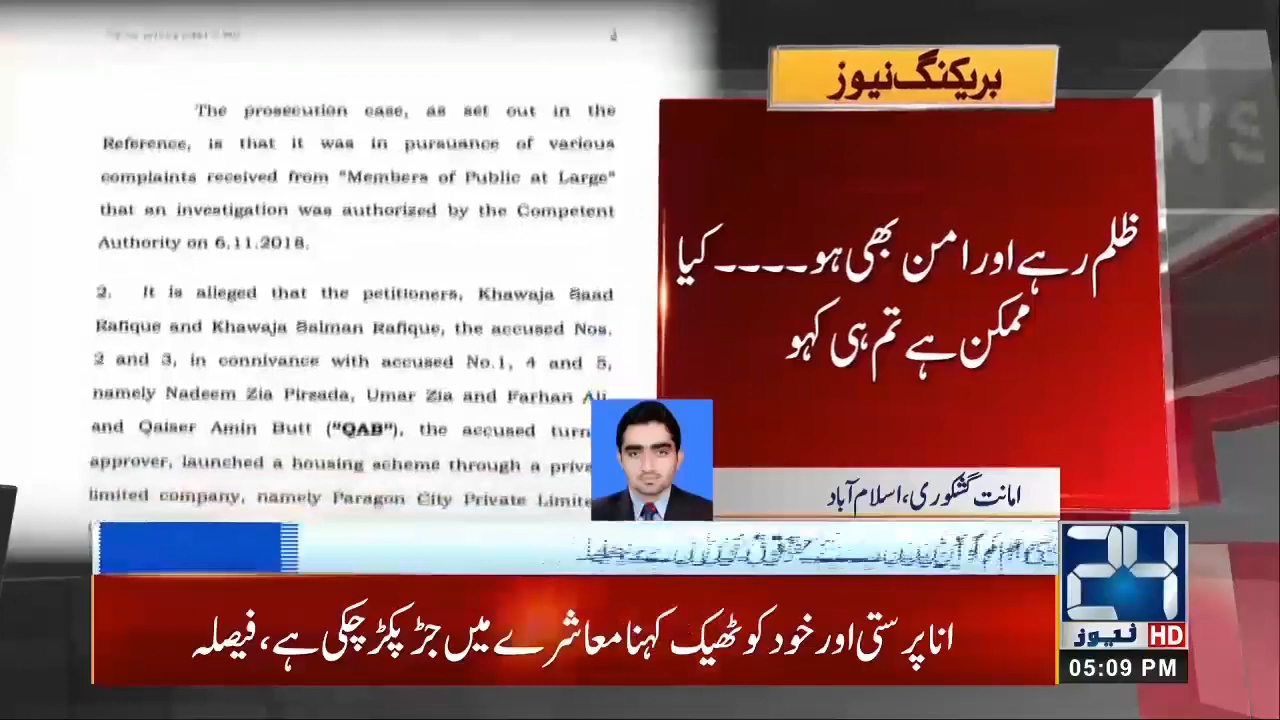 The prosecution case, as set out in the
Reference, is that it was in pursuance of various
complaints received from "Members of Public at Large"
that an investigation was authorized by the Competent
Authority on 6.11.2018.
2. It is alleged that the petitioners, Khawaja Saad
Rafique and Khawaja Salman Rafique, the accused Nos.
2 and 3, in connivance with accused No.1, 4 and 5,
namely Nadeem Zia Pirzada, Umar Zia and Farhan Ali
and Qaiser Amin Butt ("QAB"), the accused turn
approver, launched a housing scheme through a priv
limited company, namely Paragon City Private Limite
بریکنگ نیوز
ظلم رہے اور امن بھی ہو ---- کیا
ممکن ہے تم ہی کہو
امانت گشکوری، اسلام آباد
انا پرستی اور خود کو ٹھیک کہنا معاشرے میں جڑ پکڑ چکی ہے، فیصلہ
24
نیوز HD
05:09 PM